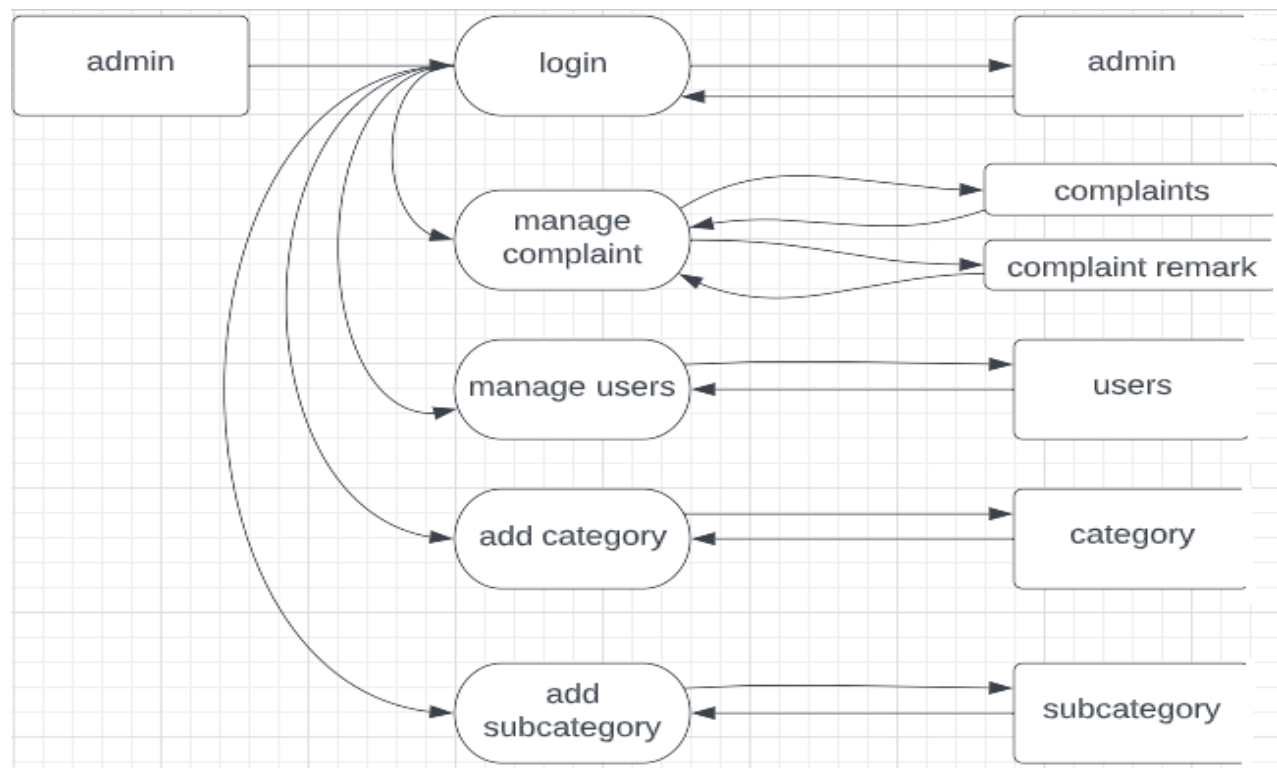 admin
login
admin
manage
complaint
complaints
complaint remark
manage users
users
add category
category
add
subcategory
subcategory